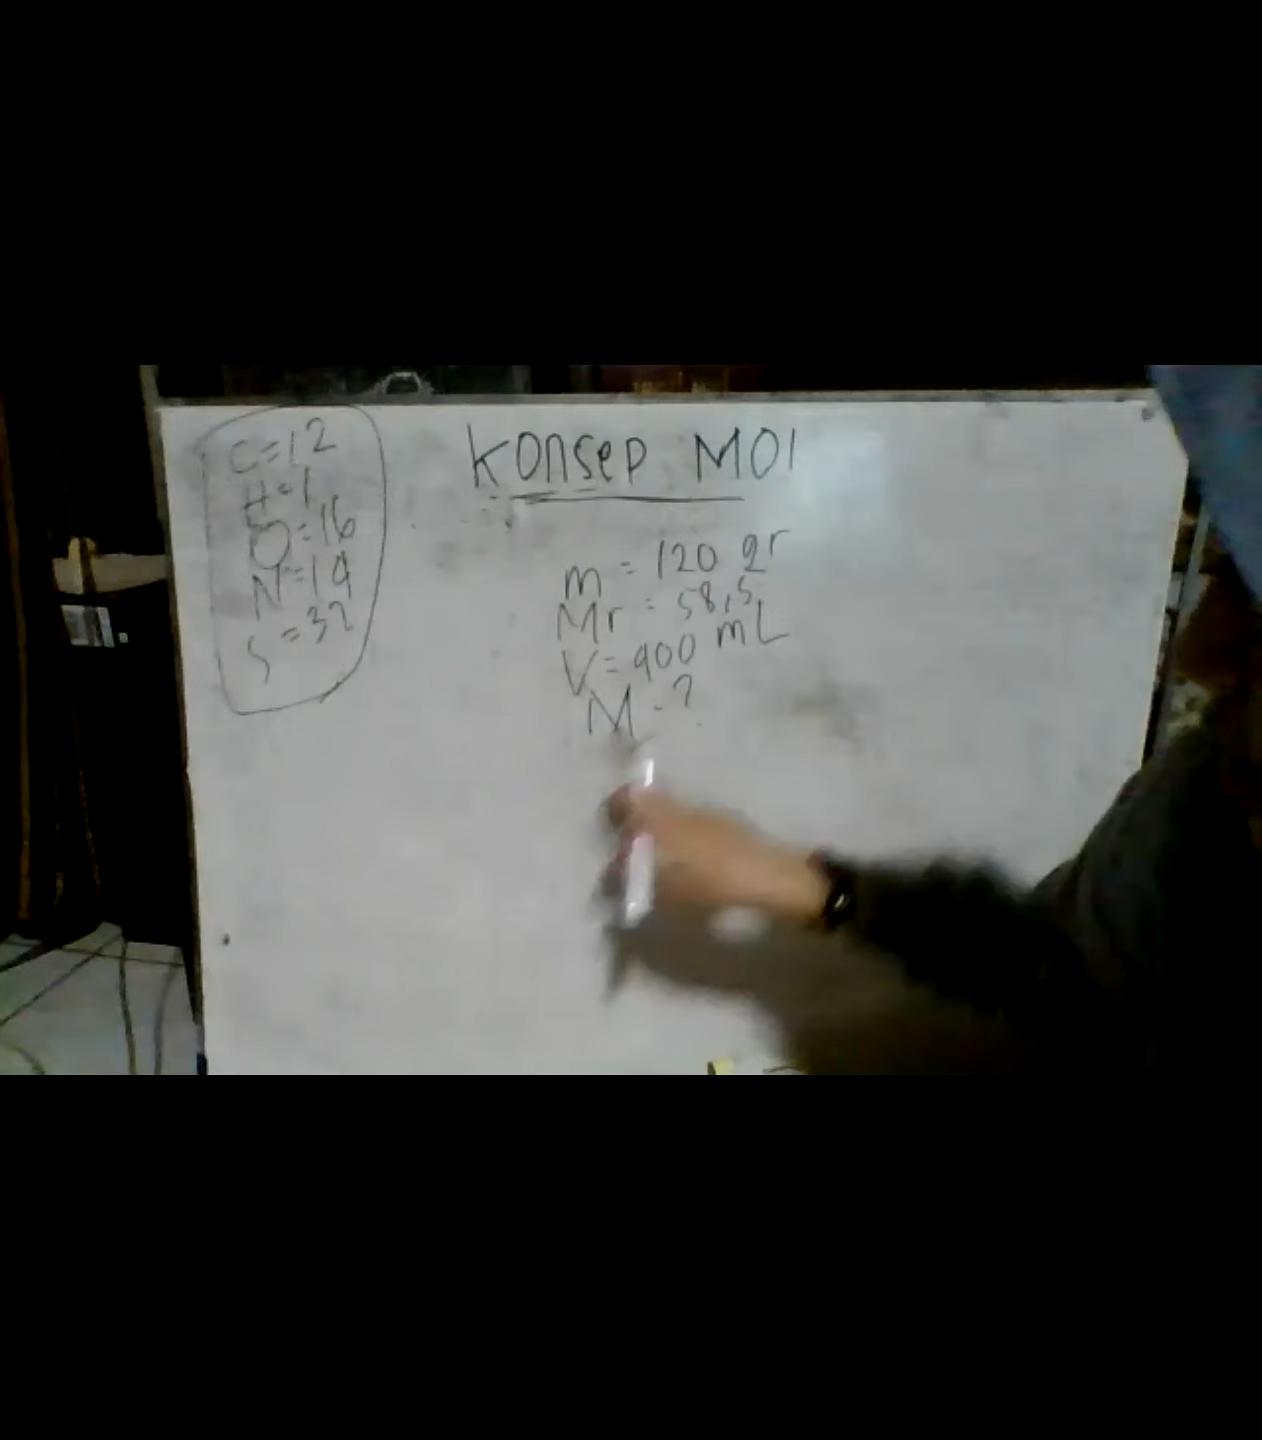 C=12
H=1
O=16
N=14
S=32
Konsep Mol
m = 120 gr
Mr = 58,5
V = 400 mL
M = ?